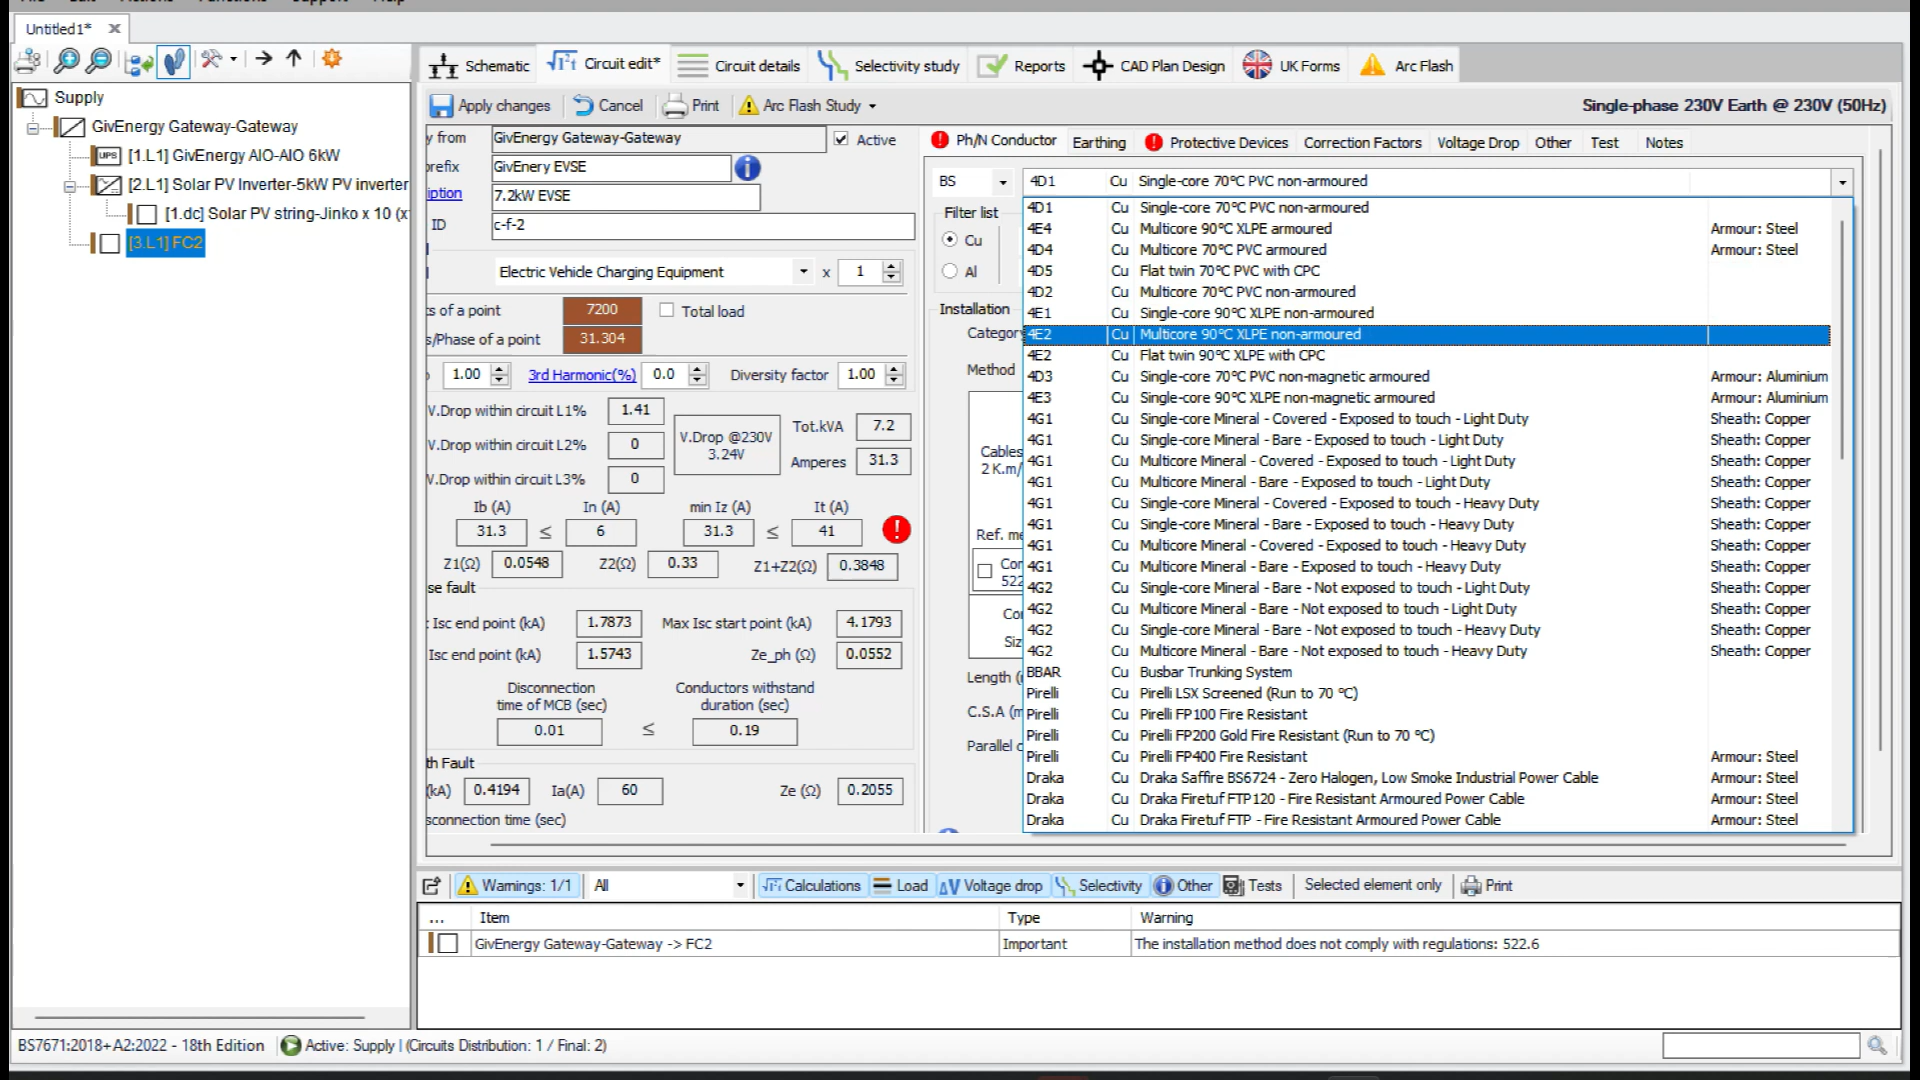 Untitled1*
Schematic
Circuit edit*
Circuit details
Selectivity study
Reports
CAD Plan Design
UK Forms
Arc Flash
Supply
GivEnergy Gateway-Gateway
[1.L1] GivEnergy AIO-AIO 6kW
[2.L1] Solar PV Inverter-5kW PV inverter
[1.dc] Solar PV string-Jinko x 10 (x
[3.L1] FC2
Apply changes
Cancel
Print
Arc Flash Study
Single-phase 230V Earth @ 230V (50Hz)
y from
GivEnergy Gateway-Gateway
Active
prefix
GivEnery EVSE
iption
7.2kW EVSE
ID
c-f-2
Electric Vehicle Charging Equipment
x
1
ts of a point
7200
Total load
s/Phase of a point
31.304
1.00
3rd Harmonic(%)
0.0
Diversity factor
1.00
V.Drop within circuit L1%
1.41
V.Drop within circuit L2%
0
V.Drop within circuit L3%
0
V.Drop @230V
3.24V
Tot.kVA
7.2
Amperes
31.3
Ib (A)
In (A)
min Iz (A)
It (A)
31.3 ≤ 6
31.3 ≤ 41
Z1(Ω)
0.0548
Z2(Ω)
0.33
Z1+Z2(Ω)
0.3848
se fault
Isc end point (kA)
1.7873
Max Isc start point (kA)
4.1793
Isc end point (kA)
1.5743
Ze_ph (Ω)
0.0552
Disconnection
time of MCB (sec)
Conductors withstand
duration (sec)
0.01 ≤ 0.19
th Fault
(kA)
0.4194
Ia(A)
60
Ze (Ω)
0.2055
sconnection time (sec)
Ph/N Conductor
Earthing
Protective Devices
Correction Factors
Voltage Drop
Other
Test
Notes
BS
4D1 Cu Single-core 70°C PVC non-armoured
Filter list
Cu
Al
Installation
Category
Method
Cables
2 K.m/
Ref. me
Con
522
Con
Siz
Length (
C.S.A (m
Parallel c
4D1 Cu Single-core 70°C PVC non-armoured
4E4 Cu Multicore 90°C XLPE armoured Armour: Steel
4D4 Cu Multicore 70°C PVC armoured Armour: Steel
4D5 Cu Flat twin 70°C PVC with CPC
4D2 Cu Multicore 70°C PVC non-armoured
4E1 Cu Single-core 90°C XLPE non-armoured
4E2 Cu Multicore 90°C XLPE non-armoured
4E2 Cu Flat twin 90°C XLPE with CPC
4D3 Cu Single-core 70°C PVC non-magnetic armoured Armour: Aluminium
4E3 Cu Single-core 90°C XLPE non-magnetic armoured Armour: Aluminium
4G1 Cu Single-core Mineral - Covered - Exposed to touch - Light Duty Sheath: Copper
4G1 Cu Single-core Mineral - Bare - Exposed to touch - Light Duty Sheath: Copper
4G1 Cu Multicore Mineral - Covered - Exposed to touch - Light Duty Sheath: Copper
4G1 Cu Multicore Mineral - Bare - Exposed to touch - Light Duty Sheath: Copper
4G1 Cu Single-core Mineral - Covered - Exposed to touch - Heavy Duty Sheath: Copper
4G1 Cu Single-core Mineral - Bare - Exposed to touch - Heavy Duty Sheath: Copper
4G1 Cu Multicore Mineral - Covered - Exposed to touch - Heavy Duty Sheath: Copper
4G1 Cu Multicore Mineral - Bare - Exposed to touch - Heavy Duty Sheath: Copper
4G2 Cu Single-core Mineral - Bare - Not exposed to touch - Light Duty Sheath: Copper
4G2 Cu Multicore Mineral - Bare - Not exposed to touch - Light Duty Sheath: Copper
4G2 Cu Single-core Mineral - Bare - Not exposed to touch - Heavy Duty Sheath: Copper
4G2 Cu Multicore Mineral - Bare - Not exposed to touch - Heavy Duty Sheath: Copper
BBAR Cu Busbar Trunking System
Pirelli Cu Pirelli LSX Screened (Run to 70 °C)
Pirelli Cu Pirelli FP100 Fire Resistant
Pirelli Cu Pirelli FP200 Gold Fire Resistant (Run to 70 °C)
Pirelli Cu Pirelli FP400 Fire Resistant Armour: Steel
Draka Cu Draka Saffire BS6724 - Zero Halogen, Low Smoke Industrial Power Cable Armour: Steel
Draka Cu Draka Firetuf FTP120 - Fire Resistant Armoured Power Cable Armour: Steel
Draka Cu Draka Firetuf FTP - Fire Resistant Armoured Power Cable Armour: Steel
Warnings: 1/1
All
Calculations
Load
Voltage drop
Selectivity
Other
Tests
Selected element only
Print
... Item Type Warning
GivEnergy Gateway-Gateway -> FC2 Important The installation method does not comply with regulations: 522.6
BS7671:2018+A2:2022 - 18th Edition
Active: Supply | (Circuits Distribution: 1 / Final: 2)